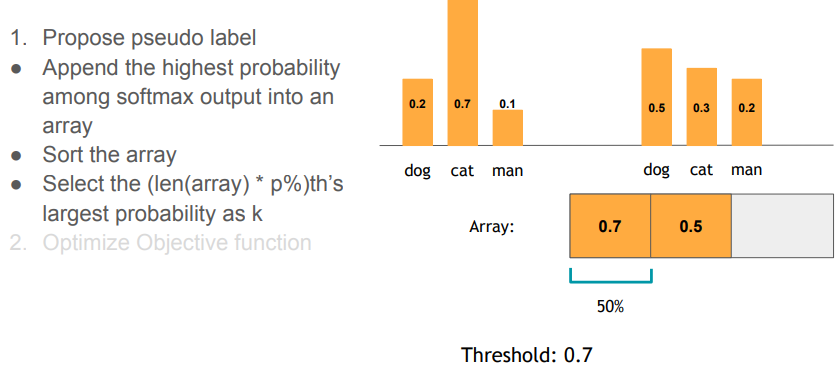 1. Propose pseudo label
● Append the highest probability
among softmax output into an
array
● Sort the array
● Select the (len(array) * p%)th's
largest probability as k
2. Optimize Objective function
0.2 0.7 0.1
dog cat man
0.5 0.3 0.2
dog cat man
Array: 0.7 0.5
50%
Threshold: 0.7